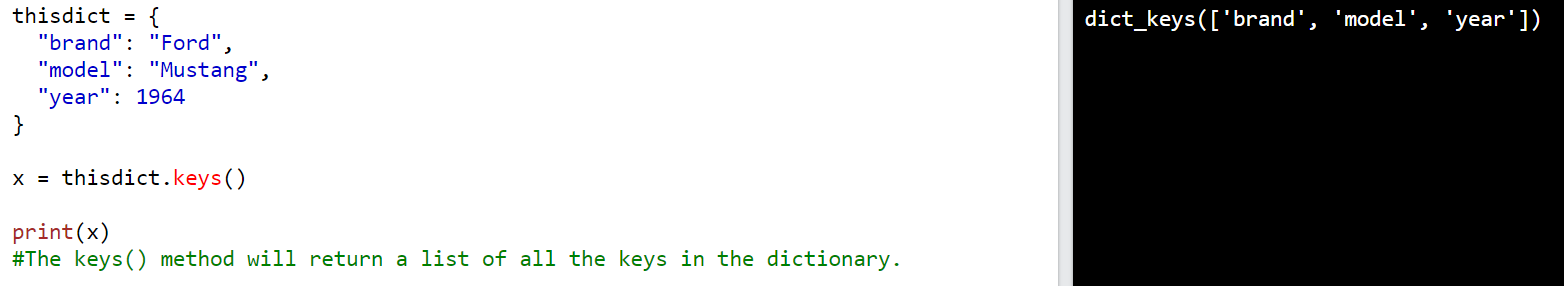 thisdict = {
  "brand": "Ford",
  "model": "Mustang",
  "year": 1964
}
x = thisdict.keys()
print(x)
#The keys() method will return a list of all the keys in the dictionary.
dict_keys(['brand', 'model', 'year'])